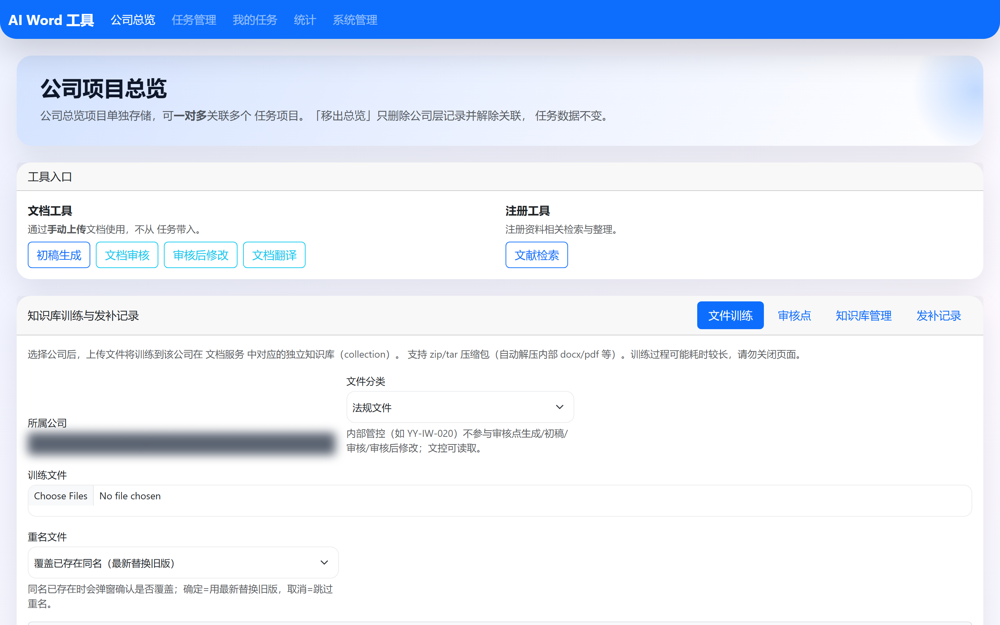 AI Word 工具 公司总览 任务管理 我的任务 统计 系统管理
公司项目总览
公司总览项目单独存储，可一对多关联多个 任务项目。「移出总览」只删除公司层记录并解除关联， 任务数据不变。
工具入口
文档工具
通过手动上传文档使用，不从 任务带入。
初稿生成 文档审核 审核后修改 文档翻译
注册工具
注册资料相关检索与整理。
文献检索
知识库训练与发补记录
文件训练 审核点 知识库管理 发补记录
选择公司后，上传文件将训练到该公司在 文档服务 中对应的独立知识库（collection）。 支持 zip/tar 压缩包（自动解压内部 docx/pdf 等）。训练过程可能耗时较长，请勿关闭页面。
所属公司
文件分类
法规文件
内部管控（如 YY-IW-020）不参与审核点生成/初稿/
审核/审核后修改；文控可读取。
训练文件
Choose Files No file chosen
重名文件
覆盖已存在同名（最新替换旧版）
同名已存在时会弹窗确认是否覆盖；确定=用最新替换旧版，取消=跳过
重名。